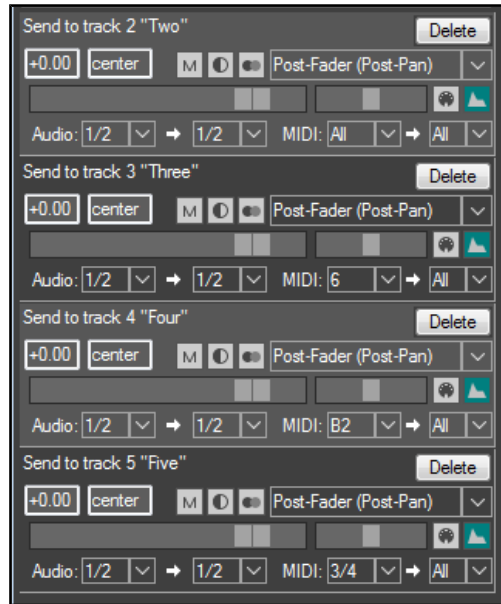 Send to track 2 "Two" Delete
+0.00 center M Post-Fader (Post-Pan)
Audio: 1/2 → 1/2 MIDI: All → All
Send to track 3 "Three" Delete
+0.00 center M Post-Fader (Post-Pan)
Audio: 1/2 → 1/2 MIDI: 6 → All
Send to track 4 "Four" Delete
+0.00 center M Post-Fader (Post-Pan)
Audio: 1/2 → 1/2 MIDI: B2 → All
Send to track 5 "Five" Delete
+0.00 center M Post-Fader (Post-Pan)
Audio: 1/2 → 1/2 MIDI: 3/4 → All